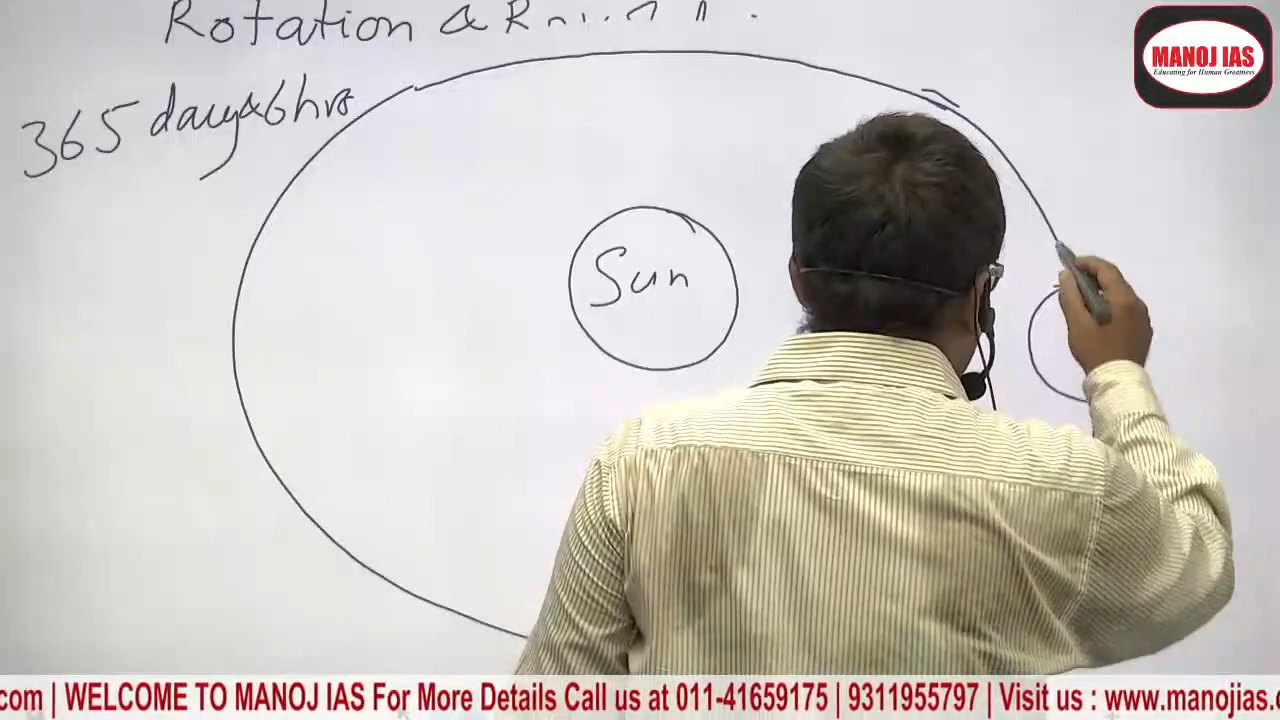 Rotation &
MANOJ IAS
Educating for Human Greatness
365 day & 6 hrs
Sun
.com | WELCOME TO MANOJ IAS For More Details Call us at 011-41659175 | 9311955797 | Visit us : www.manojias.c